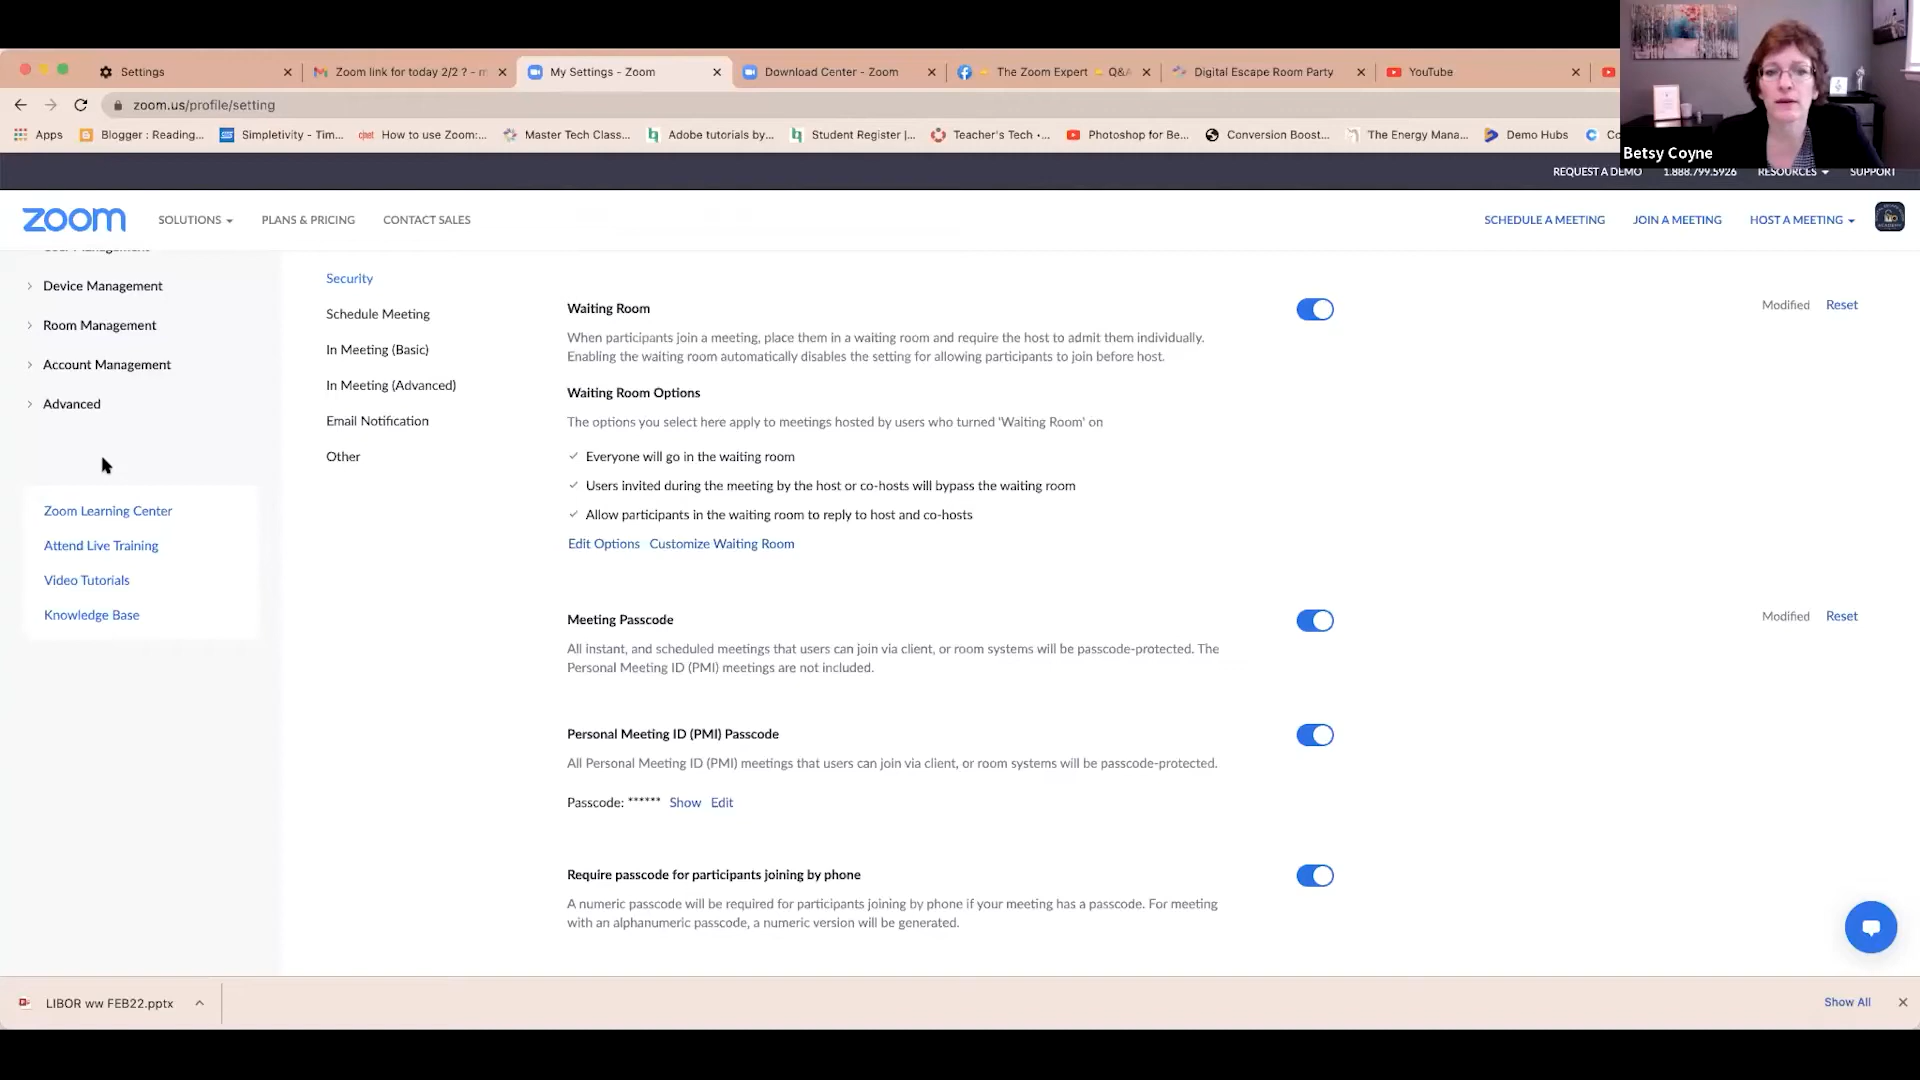 Settings
Zoom link for today 2/2 ? - m
My Settings - Zoom
Download Center - Zoom
The Zoom Expert Q&A
Digital Escape Room Party
YouTube
zoom.us/profile/setting
Apps
Blogger : Reading...
Simpletivity - Tim...
cnet How to use Zoom:...
Master Tech Class...
Adobe tutorials by...
Student Register |...
Teacher's Tech •...
Photoshop for Be...
Conversion Boost...
The Energy Mana...
Demo Hubs
Betsy Coyne
REQUEST A DEMO 1.888.799.5926 RESOURCES SUPPORT
zoom SOLUTIONS PLANS & PRICING CONTACT SALES
SCHEDULE A MEETING JOIN A MEETING HOST A MEETING
User Management
Device Management
Room Management
Account Management
Advanced
Zoom Learning Center
Attend Live Training
Video Tutorials
Knowledge Base
Security
Schedule Meeting
In Meeting (Basic)
In Meeting (Advanced)
Email Notification
Other
Waiting Room
Modified Reset
When participants join a meeting, place them in a waiting room and require the host to admit them individually.
Enabling the waiting room automatically disables the setting for allowing participants to join before host.
Waiting Room Options
The options you select here apply to meetings hosted by users who turned 'Waiting Room' on
Everyone will go in the waiting room
Users invited during the meeting by the host or co-hosts will bypass the waiting room
Allow participants in the waiting room to reply to host and co-hosts
Edit Options Customize Waiting Room
Meeting Passcode
Modified Reset
All instant, and scheduled meetings that users can join via client, or room systems will be passcode-protected. The
Personal Meeting ID (PMI) meetings are not included.
Personal Meeting ID (PMI) Passcode
All Personal Meeting ID (PMI) meetings that users can join via client, or room systems will be passcode-protected.
Passcode: ****** Show Edit
Require passcode for participants joining by phone
A numeric passcode will be required for participants joining by phone if your meeting has a passcode. For meeting
with an alphanumeric passcode, a numeric version will be generated.
LIBOR ww FEB22.pptx
Show All